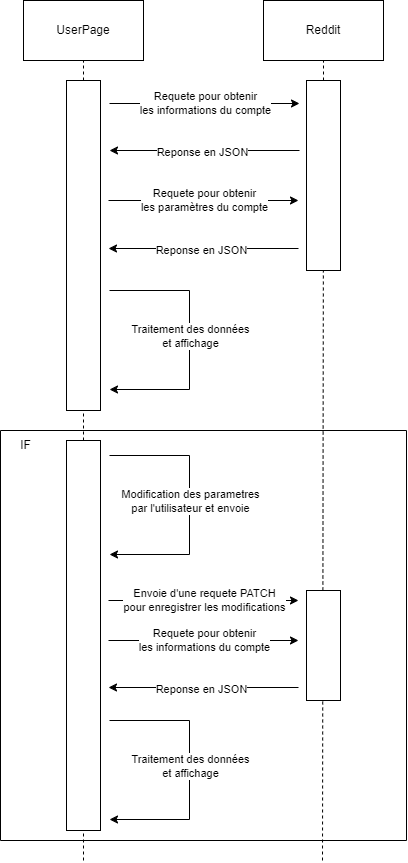 UserPage
Reddit
Requete pour obtenir
les informations du compte
Reponse en JSON
Requete pour obtenir
les paramètres du compte
Reponse en JSON
Traitement des données
et affichage
IF
Modification des parametres
par l'utilisateur et envoie
Envoie d'une requete PATCH
pour enregistrer les modifications
Requete pour obtenir
les informations du compte
Reponse en JSON
Traitement des données
et affichage